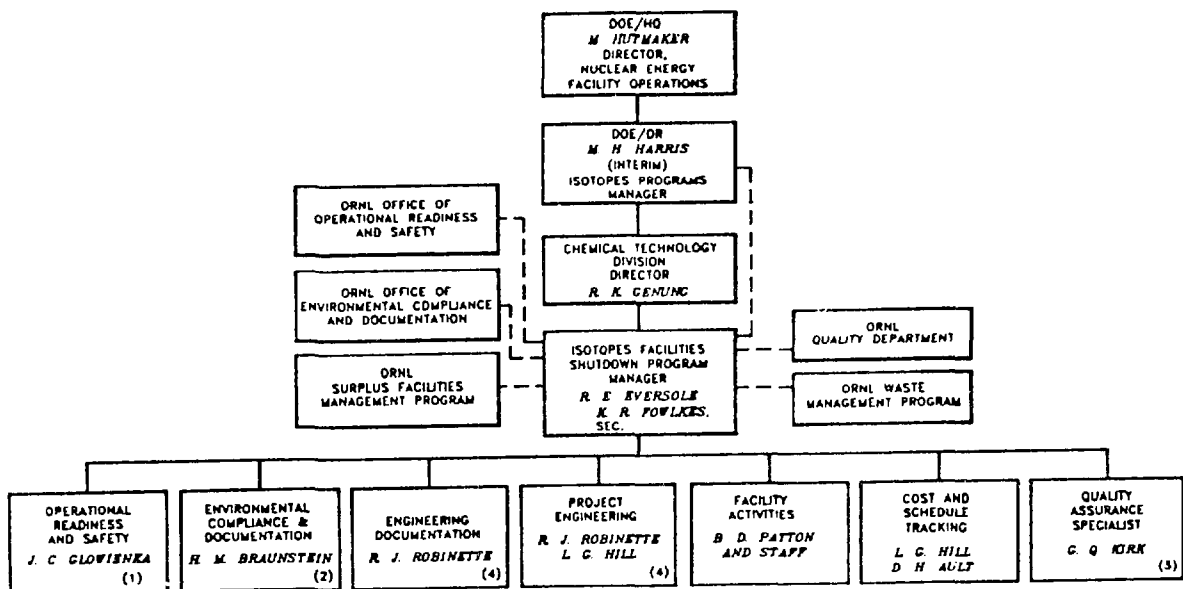 DOE/HQ
M HUTMAKER
DIRECTOR,
NUCLEAR ENERGY
FACILITY OPERATIONS
DOE/OR
M H HARRIS
(INTERIM)
ISOTOPES PROGRAMS
MANAGER
ORNL OFFICE OF
OPERATIONAL READINESS
AND SAFETY
CHEMICAL TECHNOLOGY
DIVISION
DIRECTOR
R K GENUNG
ORNL OFFICE OF
ENVIRONMENTAL COMPLIANCE
AND DOCUMENTATION
ISOTOPES FACILITIES
SHUTDOWN PROGRAM
MANAGER
R E EVERSOLE
K R FOWLKES,
SEC.
ORNL
QUALITY DEPARTMENT
ORNL
SURPLUS FACILITIES
MANAGEMENT PROGRAM
ORNL WASTE
MANAGEMENT PROGRAM
OPERATIONAL
READINESS
AND SAFETY
J. C GLOWIENKA
(1)
ENVIRONMENTAL
COMPLIANCE &
DOCUMENTATION
H M BRAUNSTEIN
(2)
ENGINEERING
DOCUMENTATION
R J. ROBINETTE
(4)
PROJECT
ENGINEERING
R J. ROBINETTE
L G. HILL
(4)
FACILITY
ACTIVITIES
B D. PATTON
AND STAFF
COST AND
SCHEDULE
TRACKING
L G. HILL
D H AULT
QUALITY
ASSURANCE
SPECIALIST
G. Q KIRK
(3)